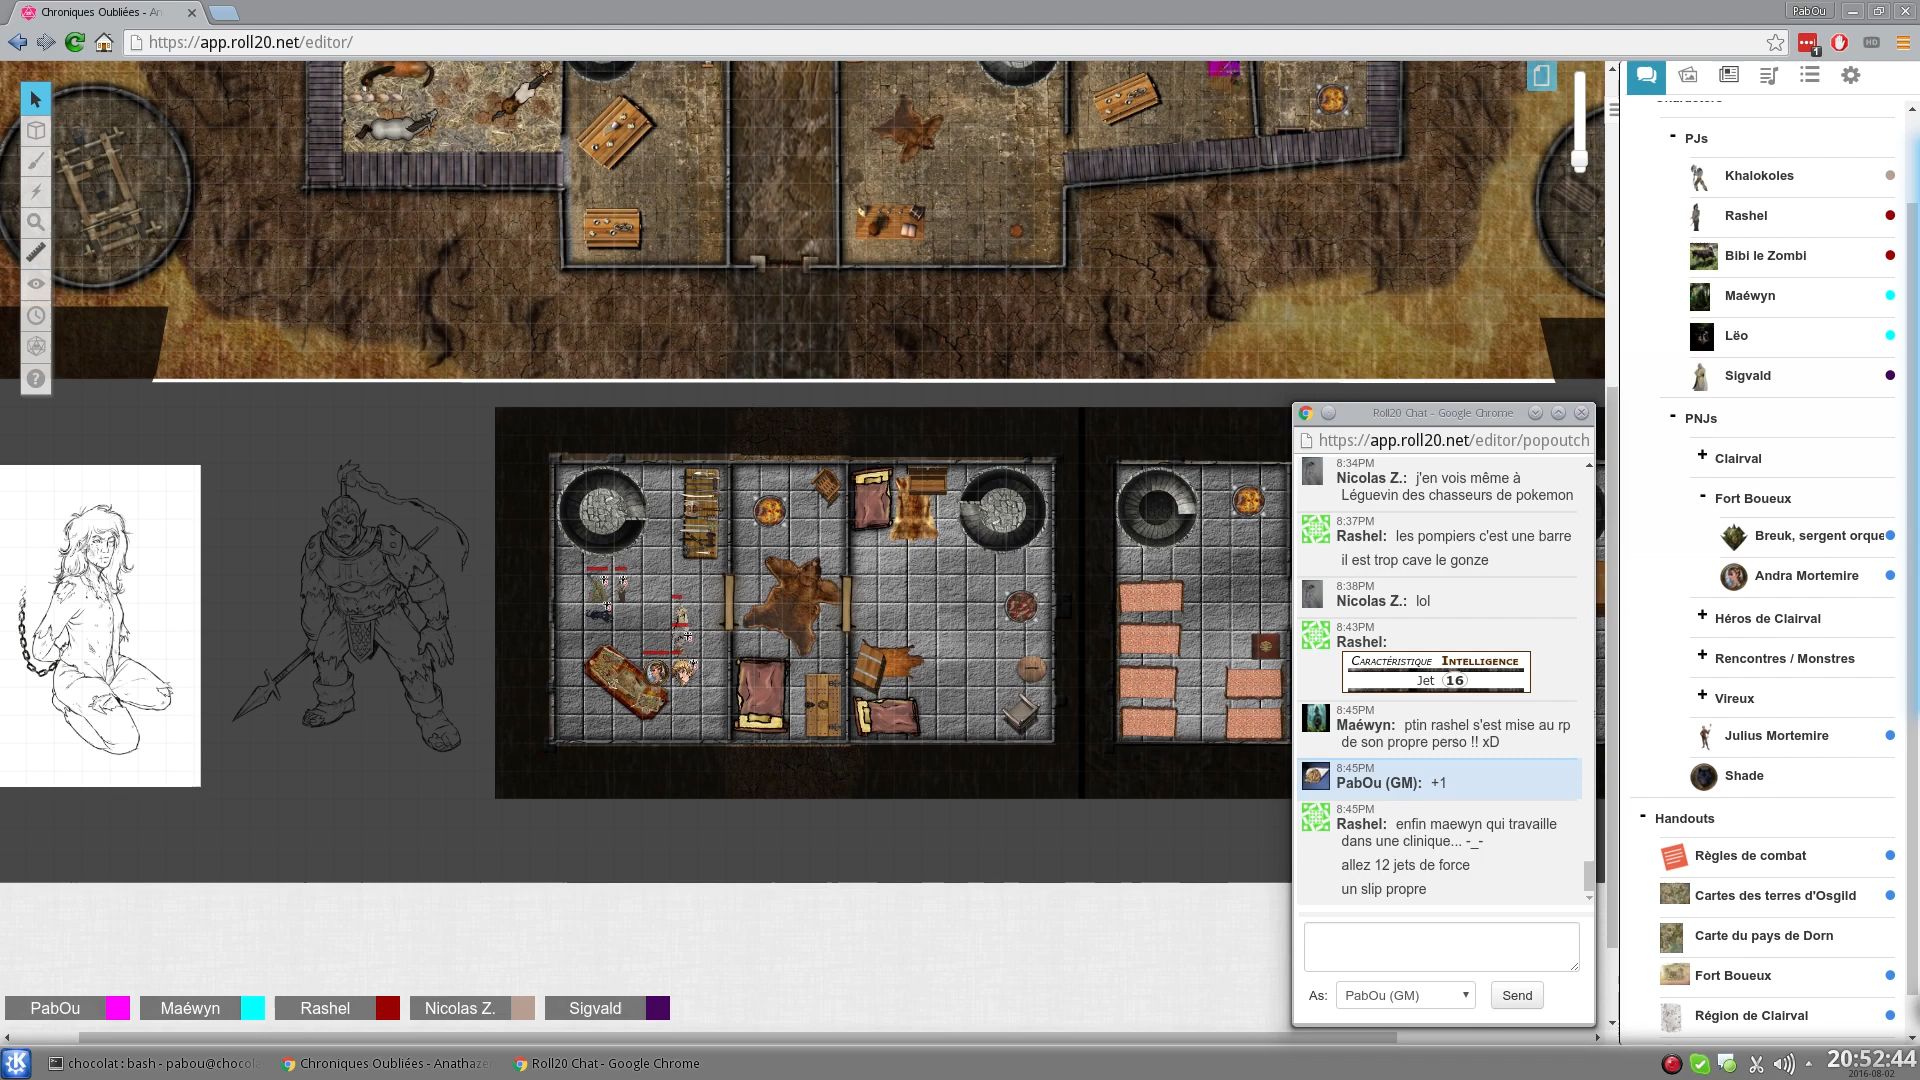 Chroniques Oubliées - An
PabOu
https://app.roll20.net/editor/
1
HD
PJs
Khalokoles
Rashel
Bibi le Zombi
Maéwyn
Lëo
Sigvald
PNJs
Clairval
Fort Boueux
Breuk, sergent orque
Andra Mortemire
Héros de Clairval
Rencontres / Monstres
Vireux
Julius Mortemire
Shade
Handouts
Règles de combat
Cartes des terres d'Osgild
Carte du pays de Dorn
Fort Boueux
Région de Clairval
Roll20 Chat - Google Chrome
https://app.roll20.net/editor/popoutch
8:34PM
Nicolas Z.: j'en vois même à
Léguevin des chasseurs de pokemon
8:37PM
Rashel: les pompiers c'est une barre
il est trop cave le gonze
8:38PM
Nicolas Z.: lol
8:43PM
Rashel:
Caractéristique Intelligence
Jet 16
8:45PM
Maéwyn: ptin rashel s'est mise au rp
de son propre perso !! xD
8:45PM
PabOu (GM): +1
8:45PM
Rashel: enfin maewyn qui travaille
dans une clinique... -_-
allez 12 jets de force
un slip propre
As: PabOu (GM) Send
PabOu Maéwyn Rashel Nicolas Z. Sigvald
chocolat : bash - pabou@chocola Chroniques Oubliées - Anathaze Roll20 Chat - Google Chrome
20:52:44
2016-08-02